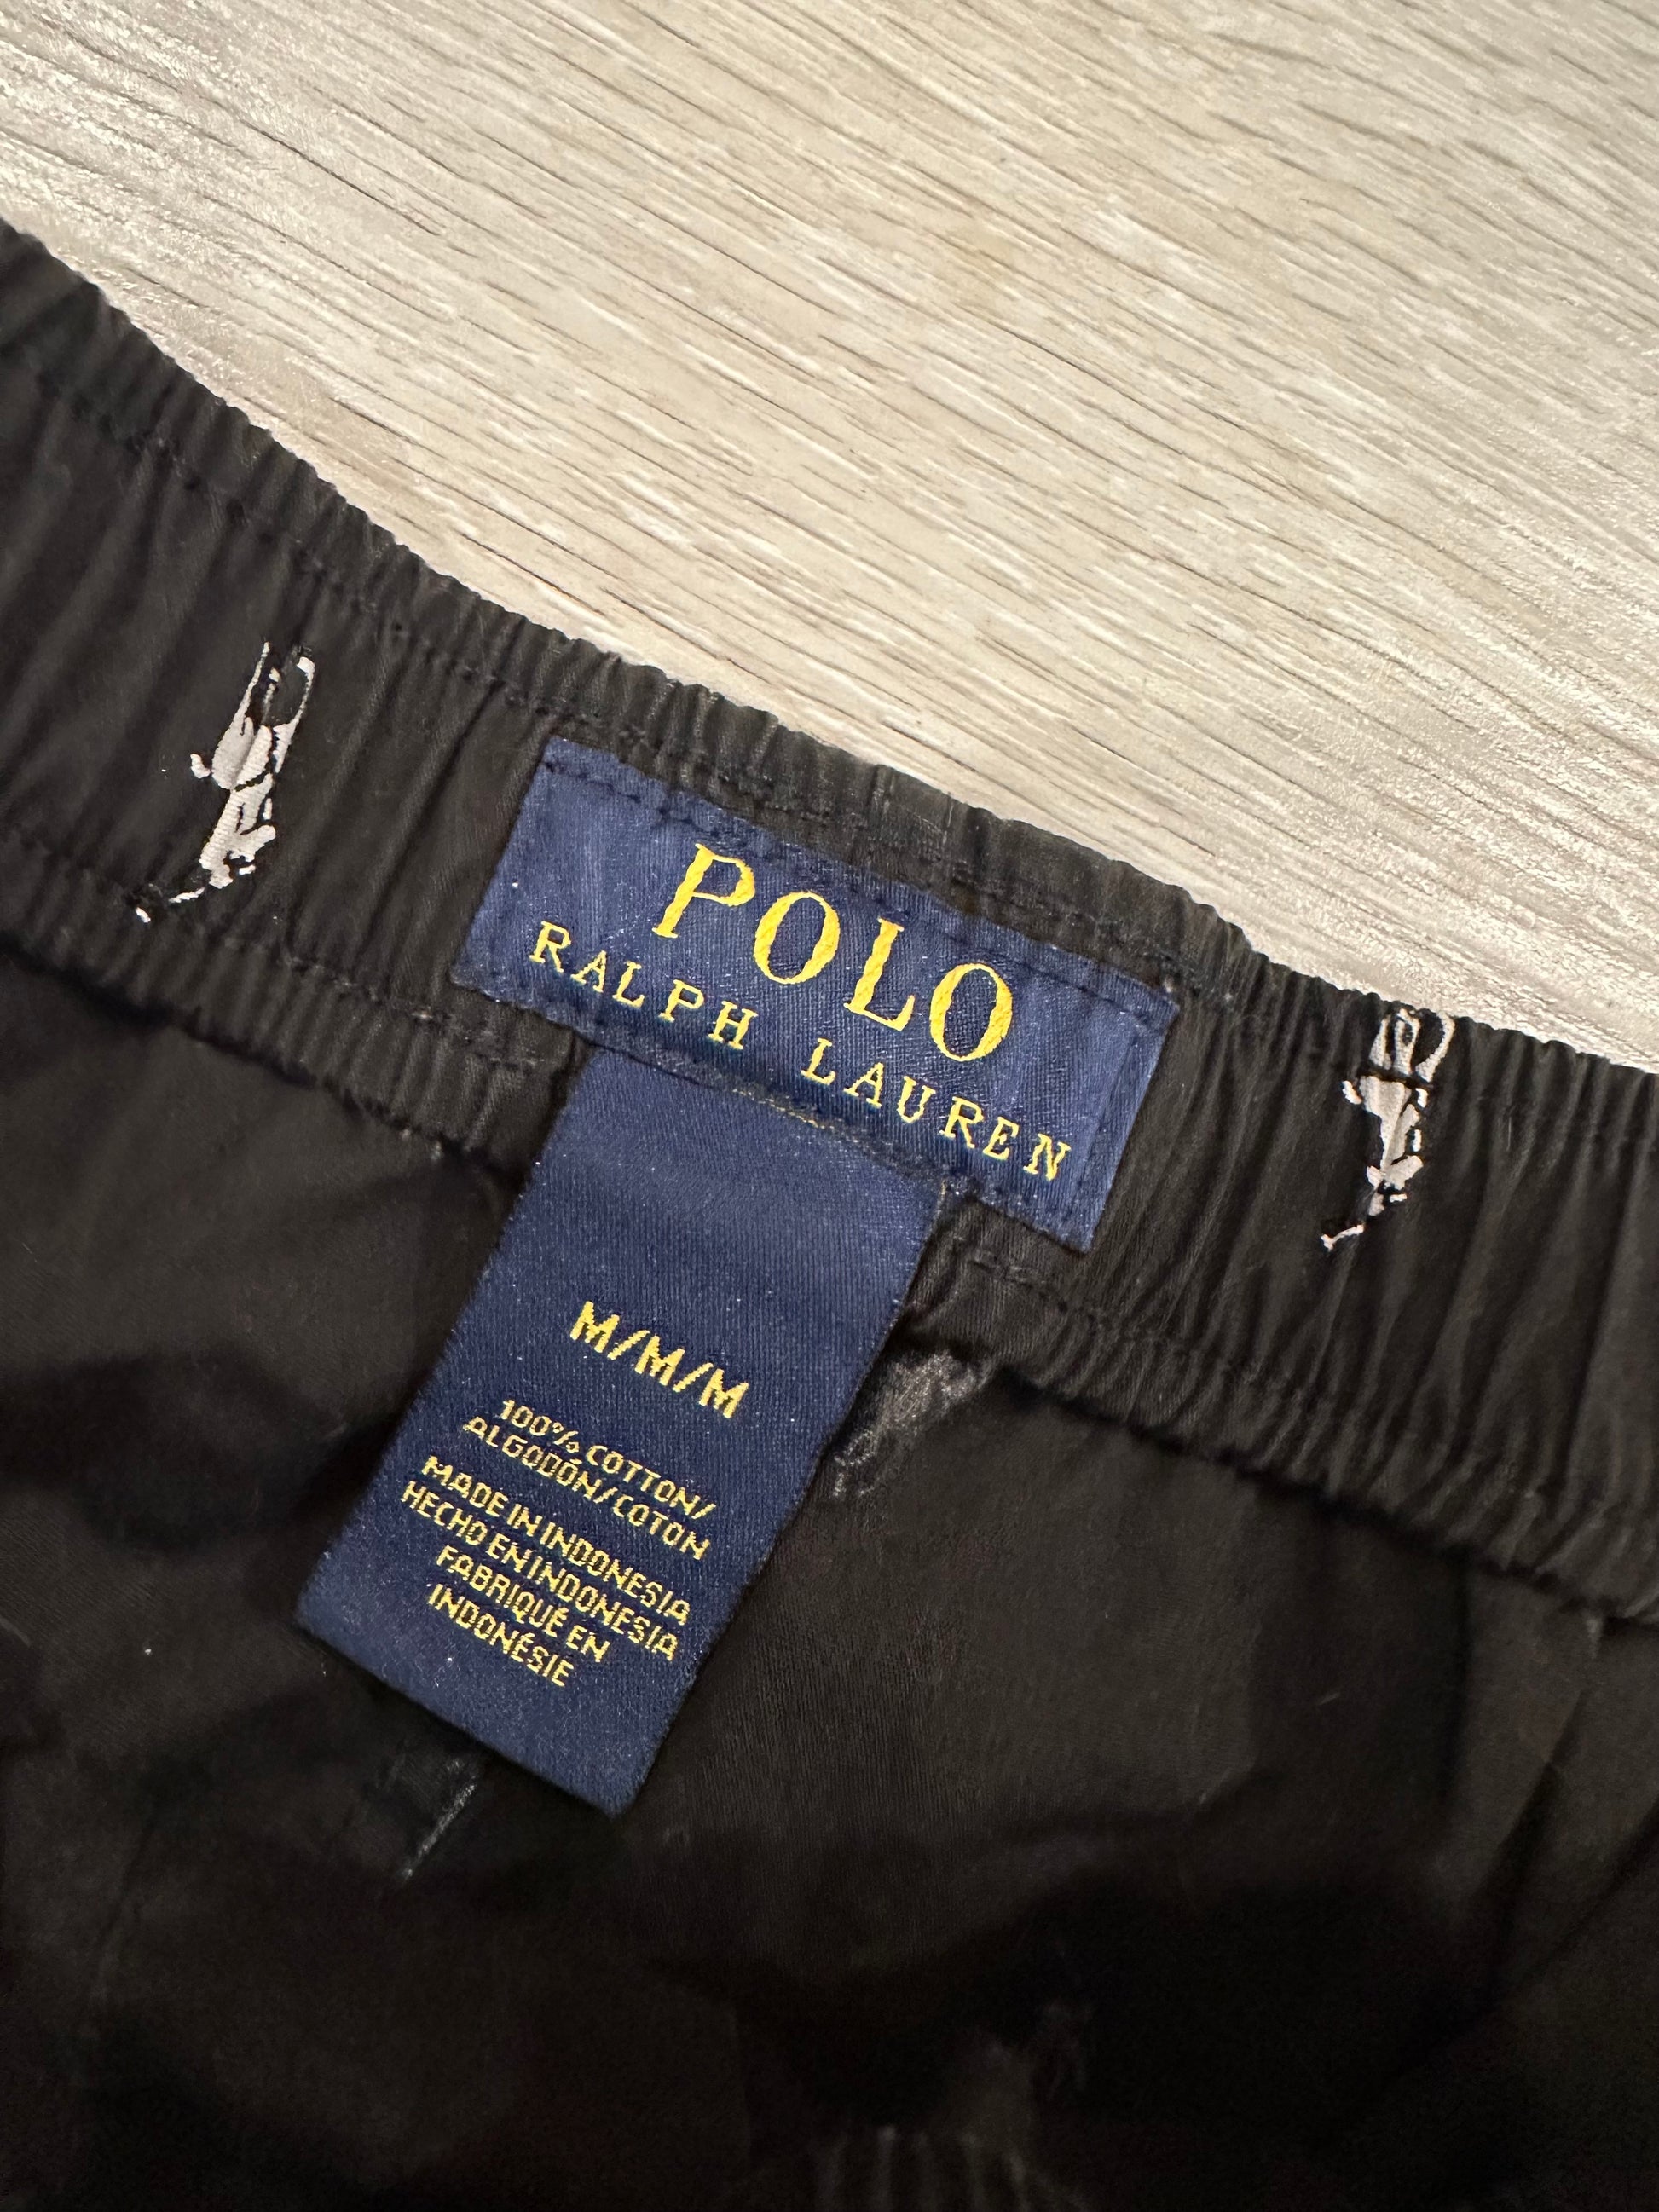 POLO
RALPH LAUREN
M/M/M
100% COTTON/
ALGODÓN/COTON
MADE IN INDONESIA
HECHO EN INDONESIA
FABRIQUÉ EN
INDONÉSIE